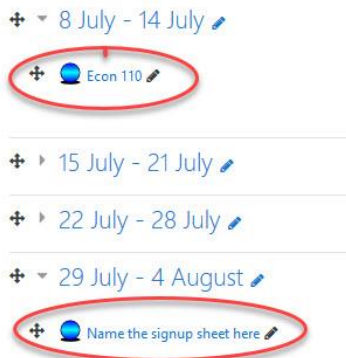 8 July - 14 July
Econ 110
15 July - 21 July
22 July - 28 July
29 July - 4 August
Name the signup sheet here